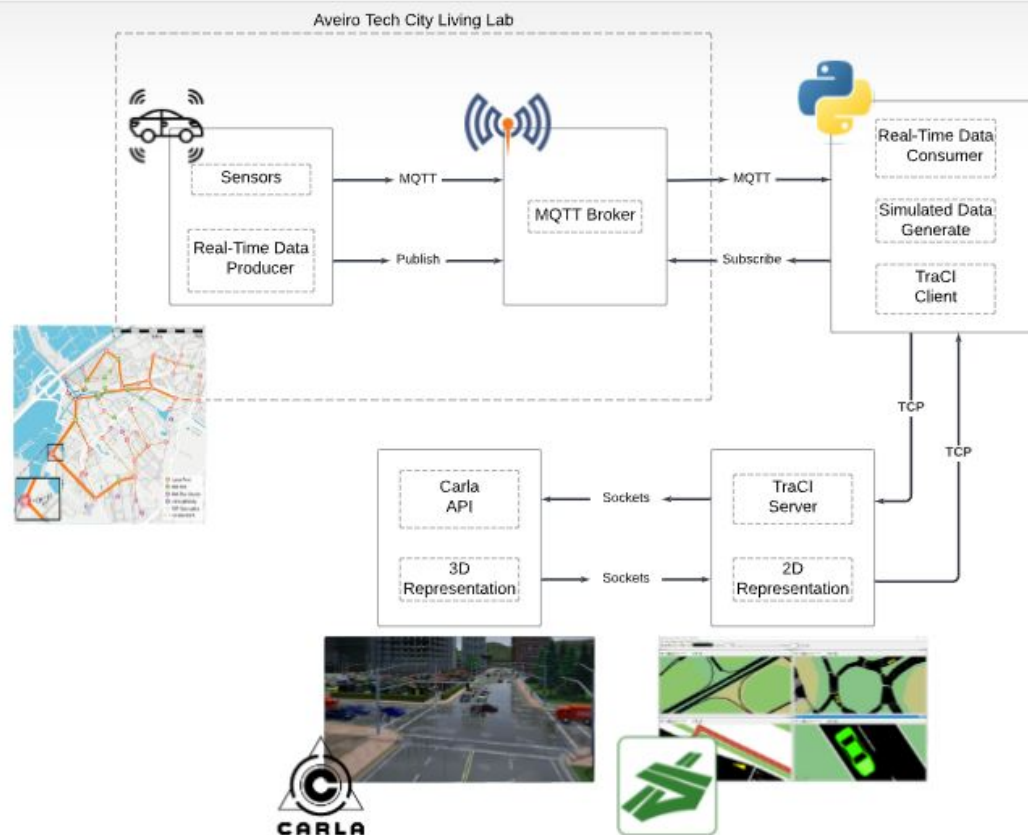 Aveiro Tech City Living Lab
Sensors
Real-Time Data
Producer
MQTT
Publish
MQTT Broker
MQTT
Subscribe
Real-Time Data
Consumer
Simulated Data
Generate
TraCI
Client
TCP
TCP
Carla
API
3D
Representation
Sockets
Sockets
TraCI
Server
2D
Representation
CARLA